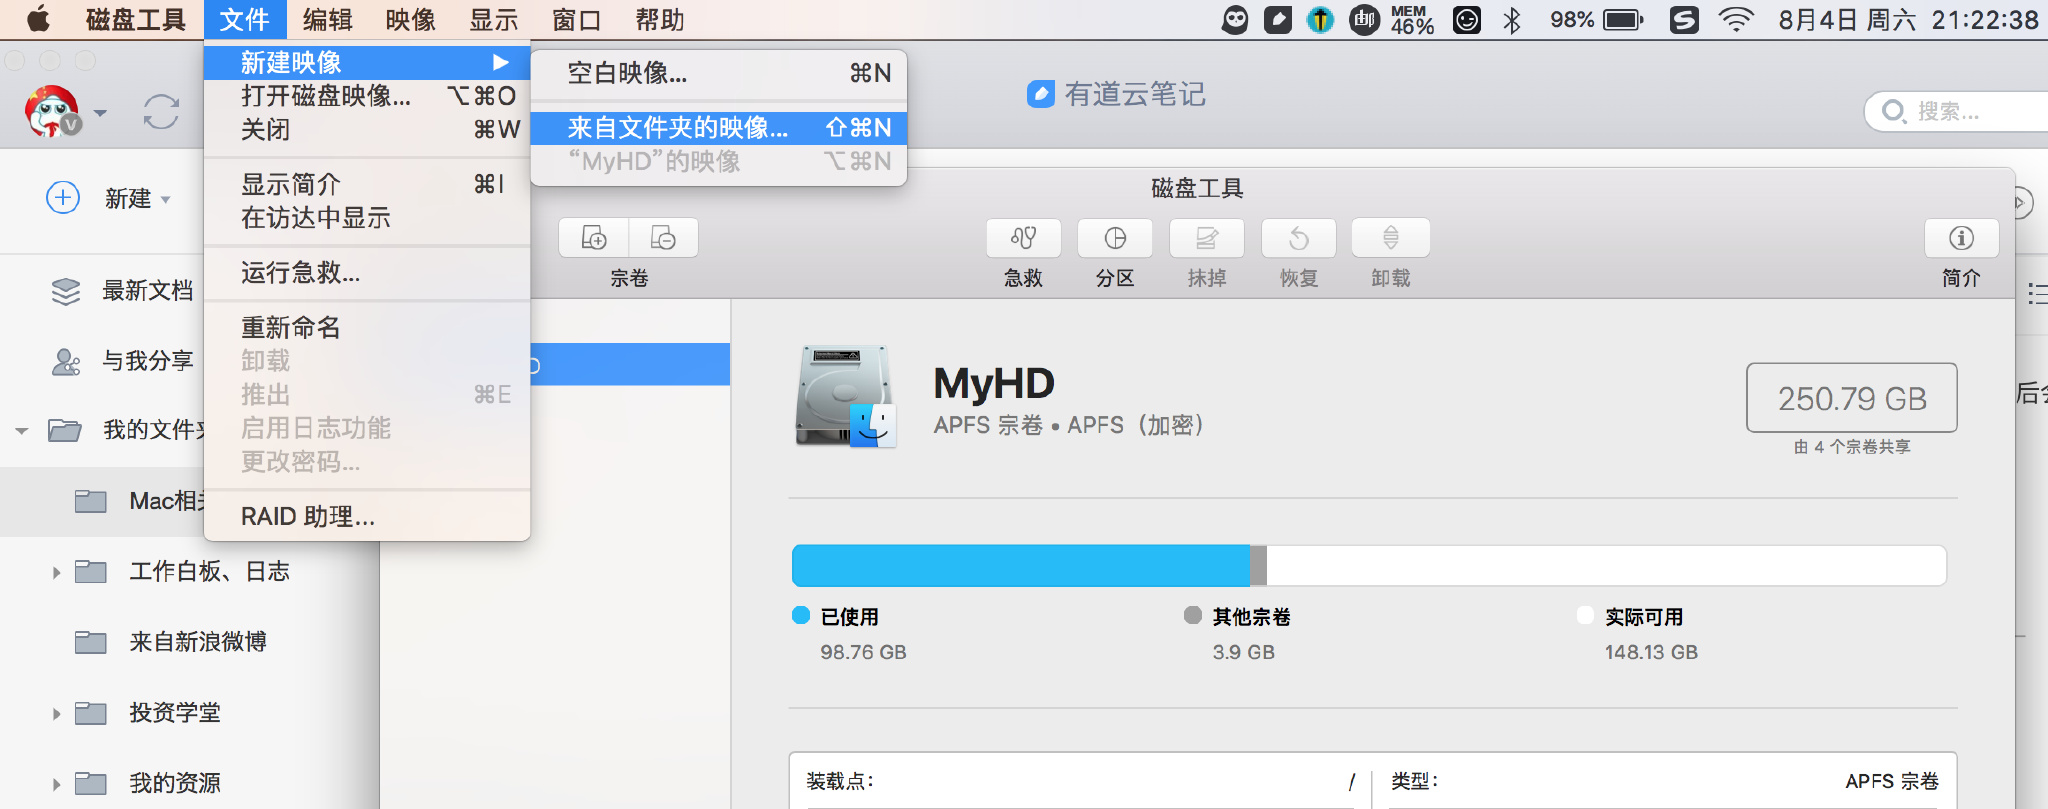 磁盘工具 文件 编辑 映像 显示 窗口 帮助 MEM 46% 98% 8月4日 周六 21:22:38
新建映像 ▶
打开磁盘映像... ⌥⌘O
关闭 ⌘W
显示简介 ⌘I
在访达中显示
运行急救...
重新命名
卸载
推出 ⌘E
启用日志功能
更改密码...
RAID 助理...
空白映像... ⌘N
来自文件夹的映像... ⇧⌘N
“MyHD”的映像 ⌥⌘N
有道云笔记
搜索...
新建
最新文档
与我分享
我的文件
Mac相
工作白板、日志
来自新浪微博
投资学堂
我的资源
磁盘工具
宗卷 急救 分区 抹掉 恢复 卸载 简介
MyHD
APFS 宗卷 • APFS（加密）
250.79 GB
由 4 个宗卷共享
已使用 其他宗卷 实际可用
98.76 GB 3.9 GB 148.13 GB
装载点： / 类型： APFS 宗卷
后